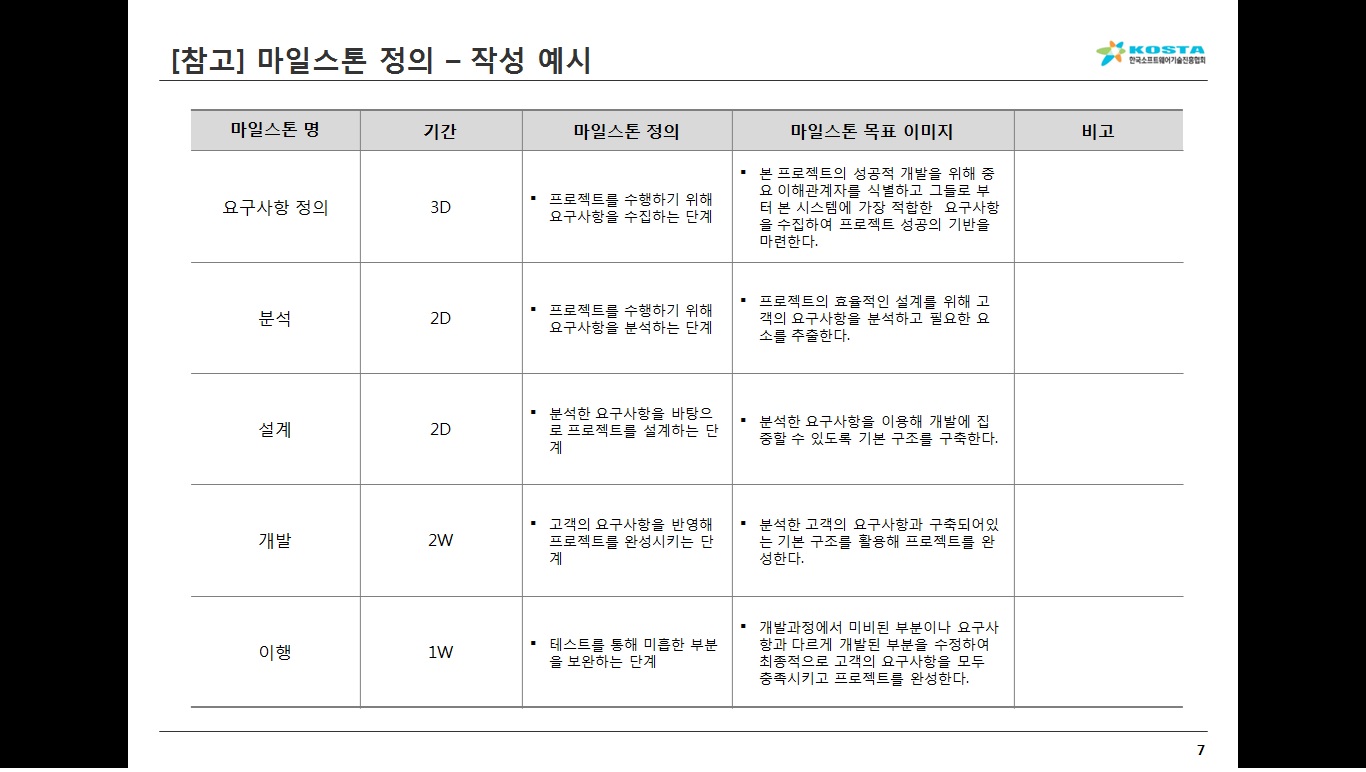 [참고] 마일스톤 정의 – 작성 예시
KOSTA
한국소프트웨어기술진흥협회
마일스톤 명
기간
마일스톤 정의
마일스톤 목표 이미지
비고
요구사항 정의
3D
▪ 프로젝트를 수행하기 위해
요구사항을 수집하는 단계
▪ 본 프로젝트의 성공적 개발을 위해 중
요 이해관계자를 식별하고 그들로 부
터 본 시스템에 가장 적합한 요구사항
을 수집하여 프로젝트 성공의 기반을
마련한다.
분석
2D
▪ 프로젝트를 수행하기 위해
요구사항을 분석하는 단계
▪ 프로젝트의 효율적인 설계를 위해 고
객의 요구사항을 분석하고 필요한 요
소를 추출한다.
설계
2D
▪ 분석한 요구사항을 바탕으
로 프로젝트를 설계하는 단
계
▪ 분석한 요구사항을 이용해 개발에 집
중할 수 있도록 기본 구조를 구축한다.
개발
2W
▪ 고객의 요구사항을 반영해
프로젝트를 완성시키는 단
계
▪ 분석한 고객의 요구사항과 구축되어있
는 기본 구조를 활용해 프로젝트를 완
성한다.
이행
1W
▪ 테스트를 통해 미흡한 부분
을 보완하는 단계
▪ 개발과정에서 미비된 부분이나 요구사
항과 다르게 개발된 부분을 수정하여
최종적으로 고객의 요구사항을 모두
충족시키고 프로젝트를 완성한다.
7